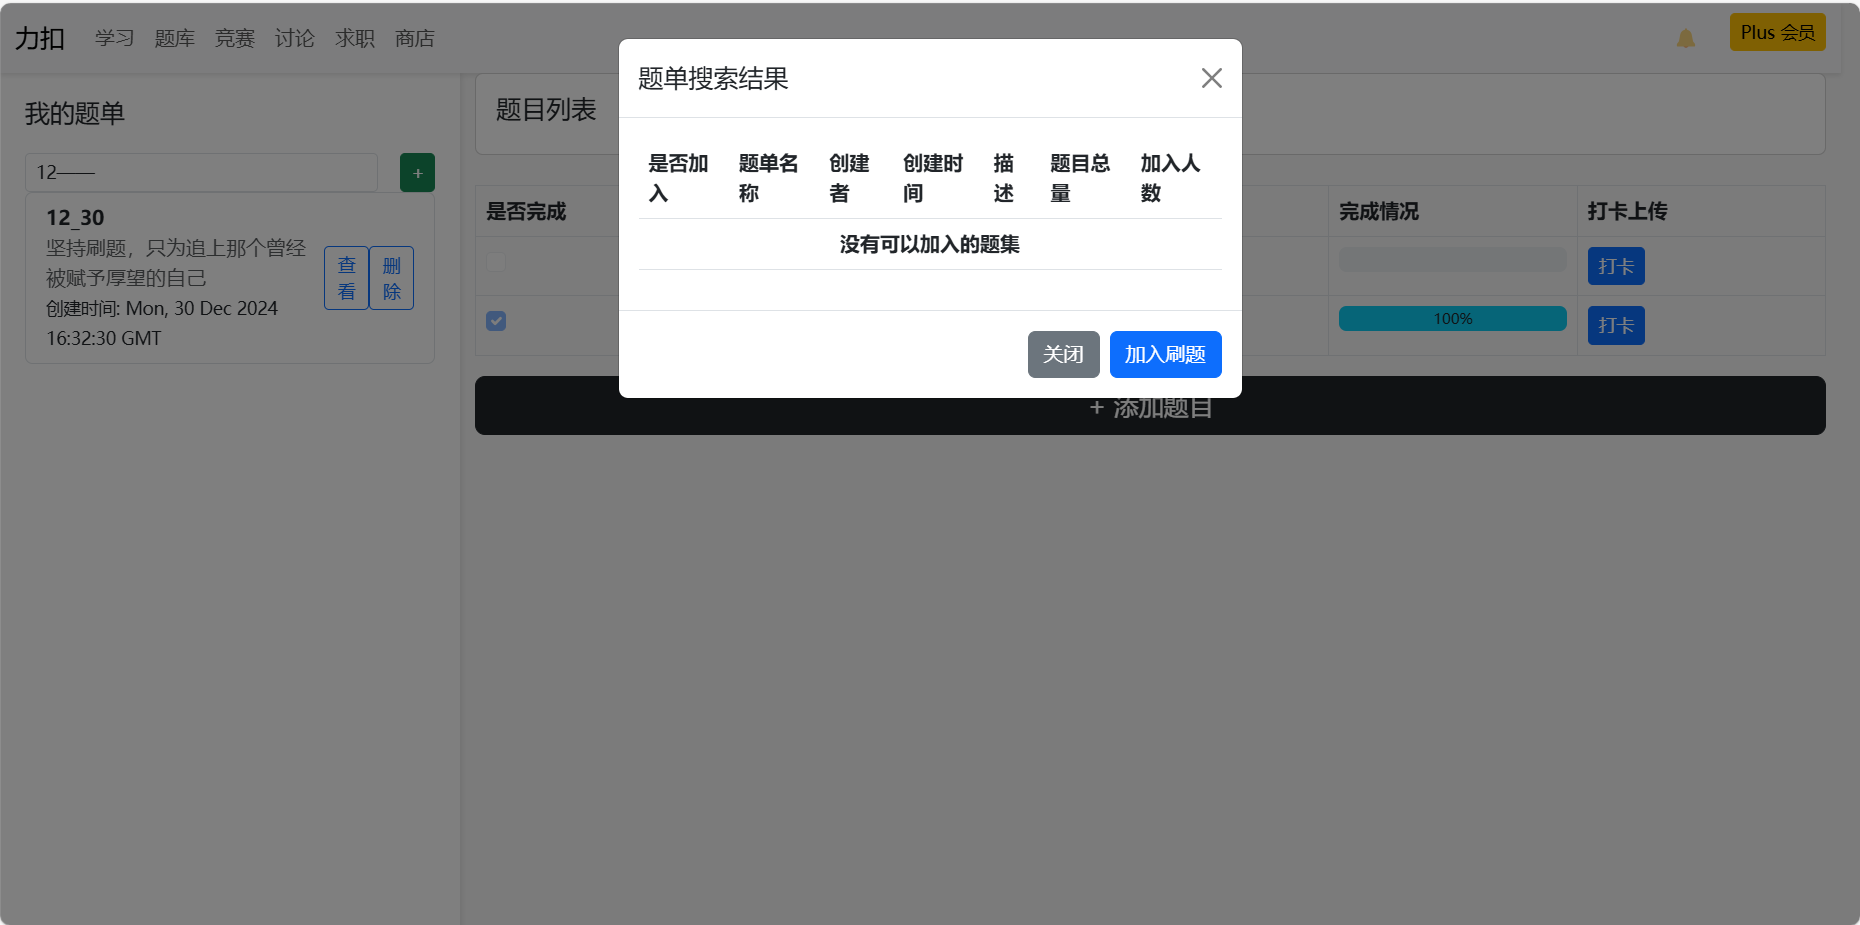 力扣 学习 题库 竞赛 讨论 求职 商店 Plus 会员
我的题单
12——
+
12_30
坚持刷题，只为追上那个曾经
被赋予厚望的自己
创建时间: Mon, 30 Dec 2024
16:32:30 GMT
查
看
删
除
题目列表
是否完成 完成情况 打卡上传
打卡
100% 打卡
+ 添加题目
题单搜索结果
是否加
入
题单名
称
创建
者
创建时
间
描
述
题目总
量
加入人
数
没有可以加入的题集
关闭 加入刷题